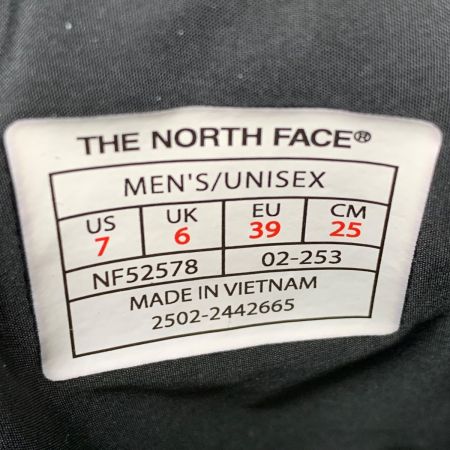 THE NORTH FACE®
MEN'S/UNISEX
US UK EU CM
7 6 39 25
NF52578 02-253
MADE IN VIETNAM
2502-2442665